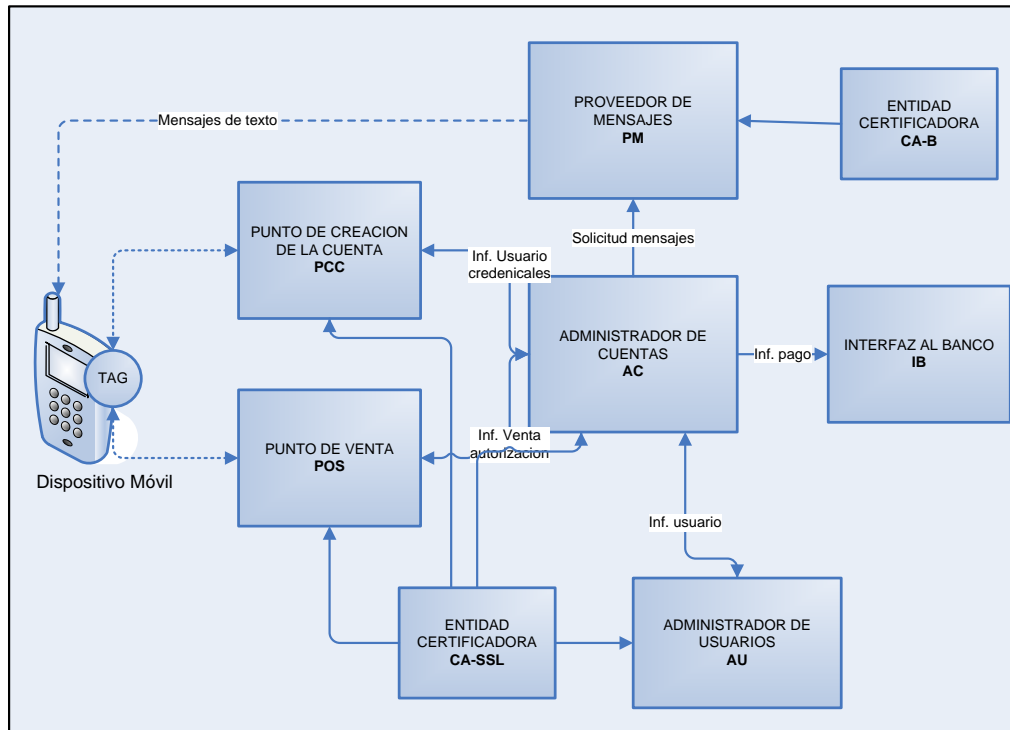 PROVEEDOR DE
MENSAJES
PM
ENTIDAD
CERTIFICADORA
CA-B
Mensajes de texto
PUNTO DE CREACION
DE LA CUENTA
PCC
Solicitud mensajes
Inf. Usuario
credenicales
ADMINISTRADOR DE
CUENTAS
AC
Inf. pago
INTERFAZ AL BANCO
IB
TAG
PUNTO DE VENTA
POS
Inf. Venta
autorización
Dispositivo Móvil
Inf. usuario
ENTIDAD
CERTIFICADORA
CA-SSL
ADMINISTRADOR DE
USUARIOS
AU